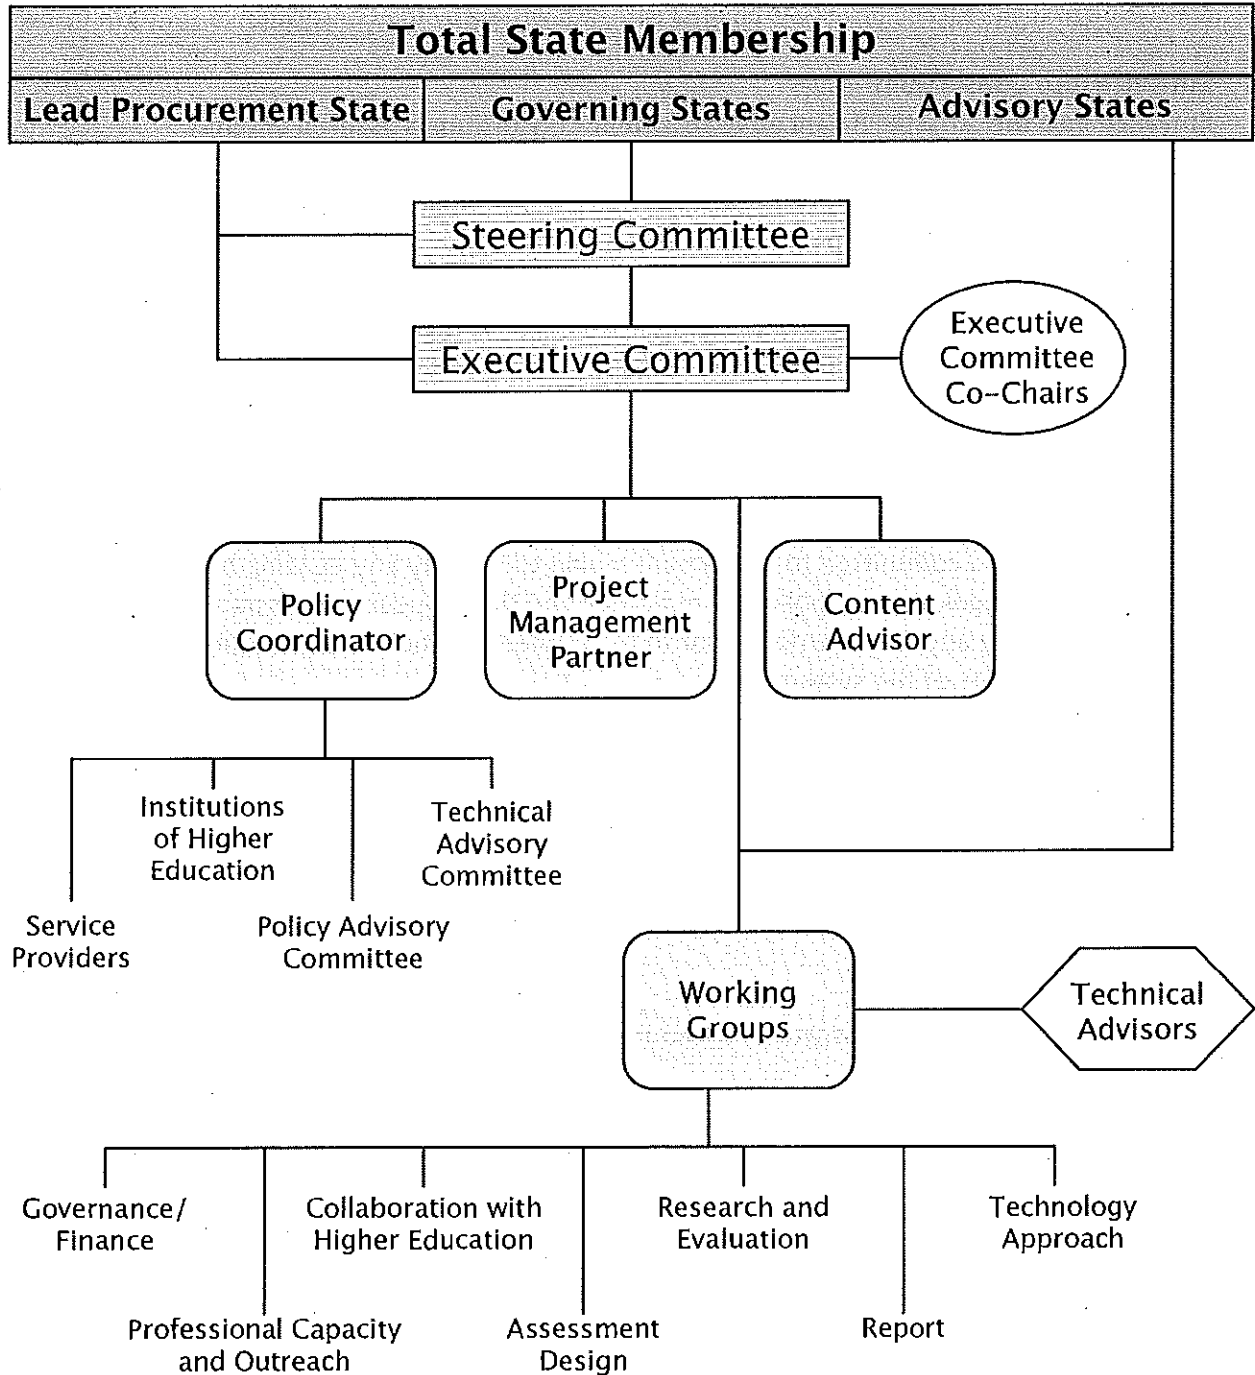 Total State Membership
Lead Procurement State
Governing States
Advisory States
Steering Committee
Executive Committee
Executive
Committee
Co-Chairs
Policy
Coordinator
Project
Management
Partner
Content
Advisor
Institutions
of Higher
Education
Technical
Advisory
Committee
Service
Providers
Policy Advisory
Committee
Working
Groups
Technical
Advisors
Governance/
Finance
Collaboration with
Higher Education
Research and
Evaluation
Technology
Approach
Professional Capacity
and Outreach
Assessment
Design
Report